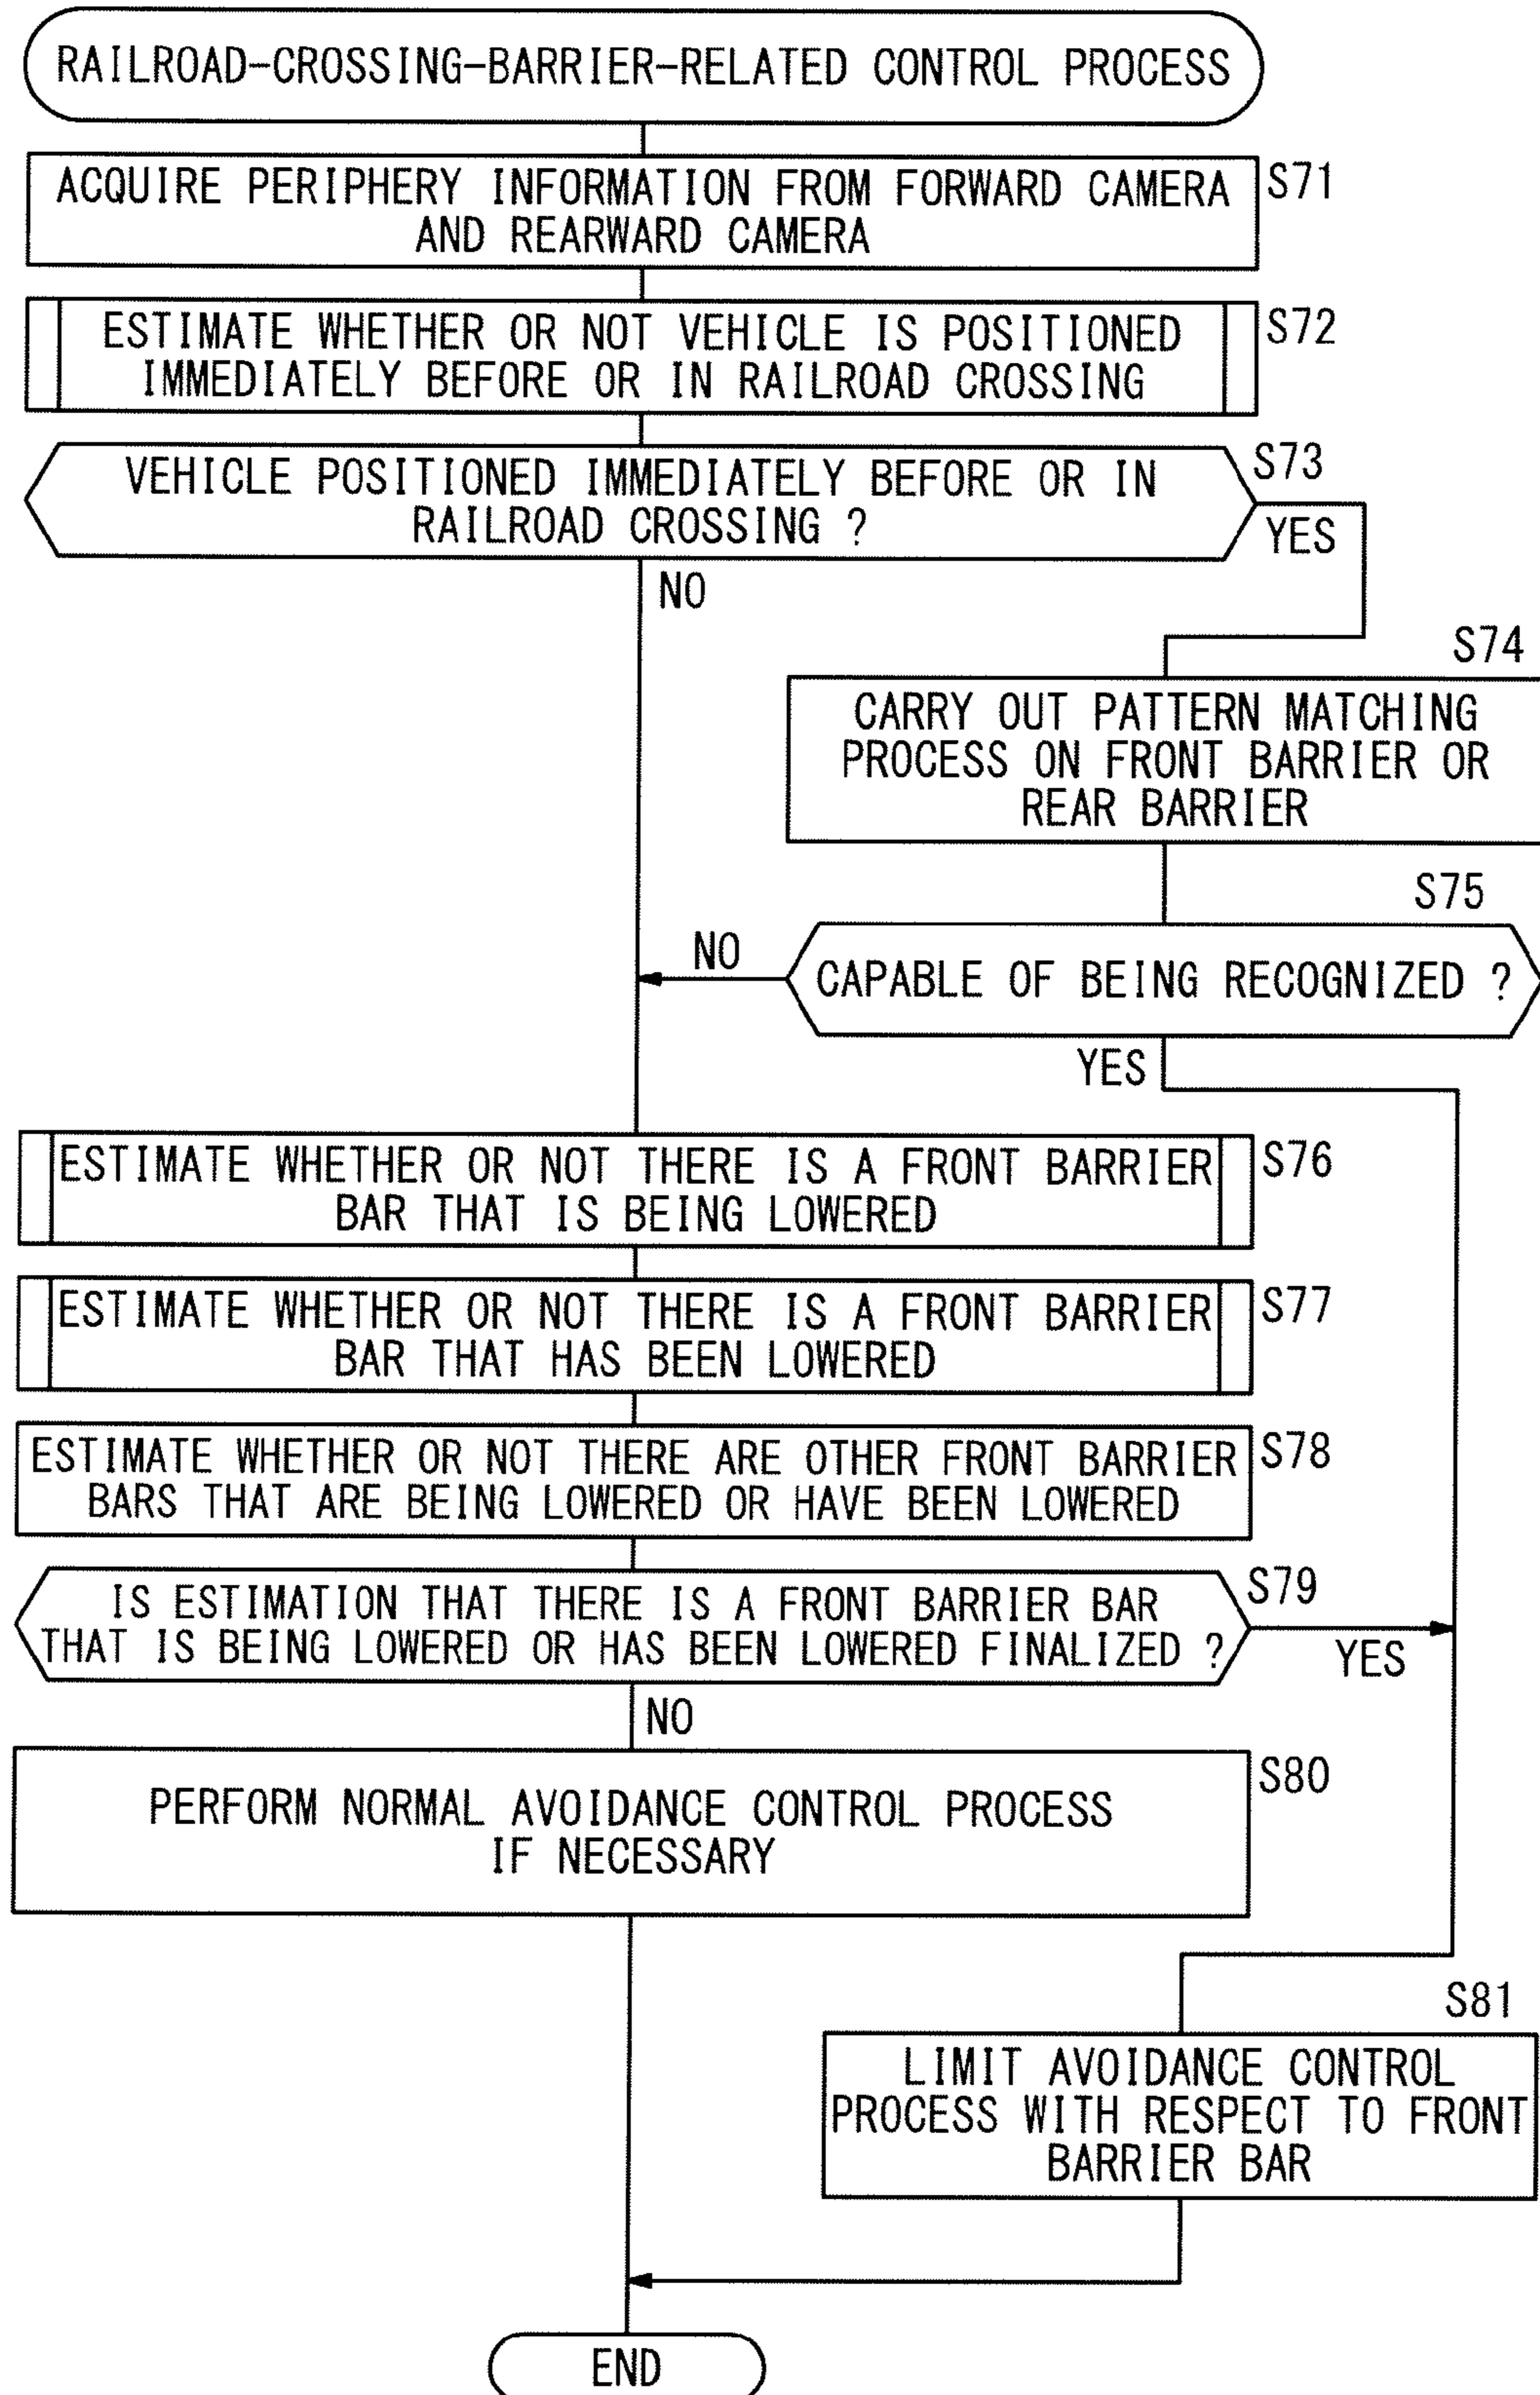 RAILROAD-CROSSING-BARRIER-RELATED CONTROL PROCESS
ACQUIRE PERIPHERY INFORMATION FROM FORWARD CAMERA
AND REARWARD CAMERA
S71
ESTIMATE WHETHER OR NOT VEHICLE IS POSITIONED
IMMEDIATELY BEFORE OR IN RAILROAD CROSSING
S72
VEHICLE POSITIONED IMMEDIATELY BEFORE OR IN
RAILROAD CROSSING ?
S73
YES
NO
S74
CARRY OUT PATTERN MATCHING
PROCESS ON FRONT BARRIER OR
REAR BARRIER
S75
NO
CAPABLE OF BEING RECOGNIZED ?
YES
ESTIMATE WHETHER OR NOT THERE IS A FRONT BARRIER
BAR THAT IS BEING LOWERED
S76
ESTIMATE WHETHER OR NOT THERE IS A FRONT BARRIER
BAR THAT HAS BEEN LOWERED
S77
ESTIMATE WHETHER OR NOT THERE ARE OTHER FRONT BARRIER
BARS THAT ARE BEING LOWERED OR HAVE BEEN LOWERED
S78
IS ESTIMATION THAT THERE IS A FRONT BARRIER BAR
THAT IS BEING LOWERED OR HAS BEEN LOWERED FINALIZED ?
S79
YES
NO
PERFORM NORMAL AVOIDANCE CONTROL PROCESS
IF NECESSARY
S80
S81
LIMIT AVOIDANCE CONTROL
PROCESS WITH RESPECT TO FRONT
BARRIER BAR
END